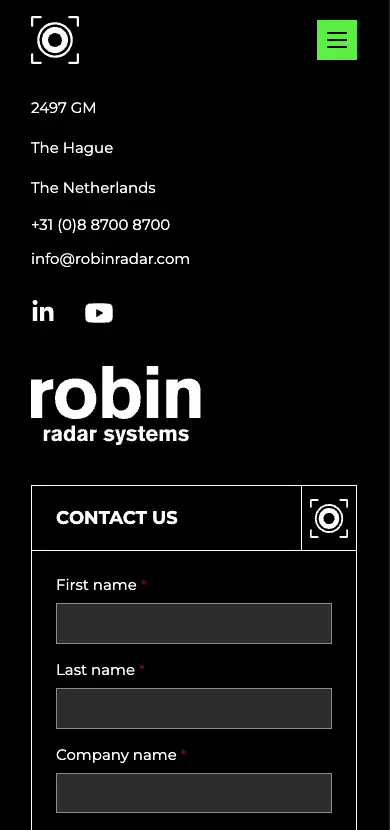 2497 GM
The Hague
The Netherlands
+31 (0)8 8700 8700
info@robinradar.com
in
robin
radar systems
CONTACT US
First name *
Last name *
Company name *